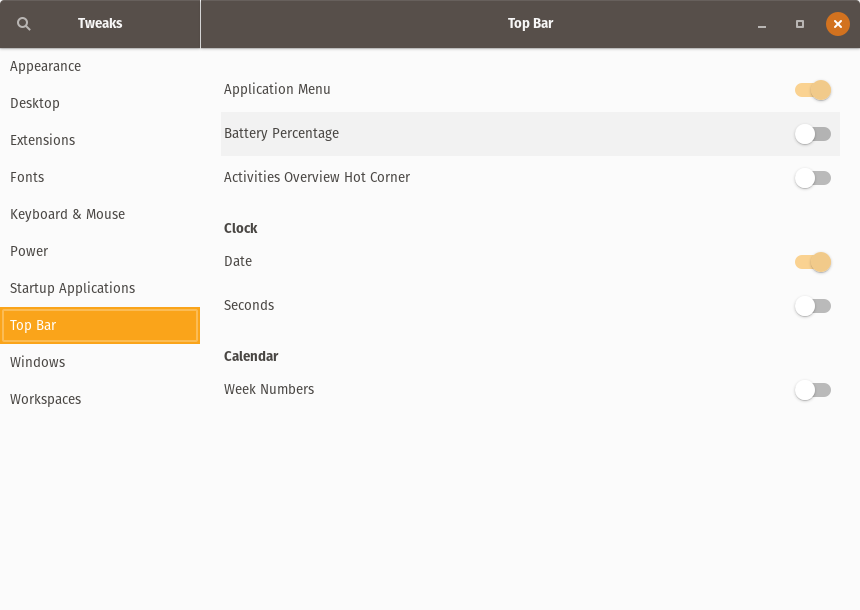 Tweaks
Top Bar
Appearance
Desktop
Extensions
Fonts
Keyboard & Mouse
Power
Startup Applications
Top Bar
Windows
Workspaces
Application Menu
Battery Percentage
Activities Overview Hot Corner
Clock
Date
Seconds
Calendar
Week Numbers